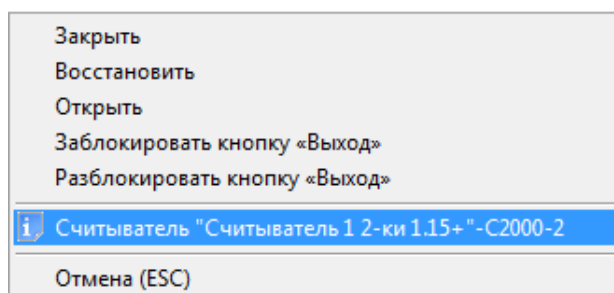 Закрыть
Восстановить
Открыть
Заблокировать кнопку «Выход»
Разблокировать кнопку «Выход»
Считыватель "Считыватель 1 2-ки 1.15+"-С2000-2
Отмена (ESC)